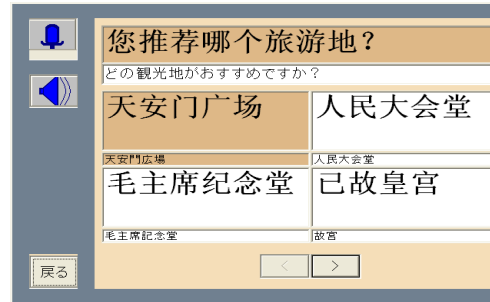 您推荐哪个旅游地？
どの観光地がおすすめですか？
天安门广场
人民大会堂
天安門広場
人民大会堂
毛主席纪念堂
已故皇宫
毛主席記念堂
故宮
戻る
<
>